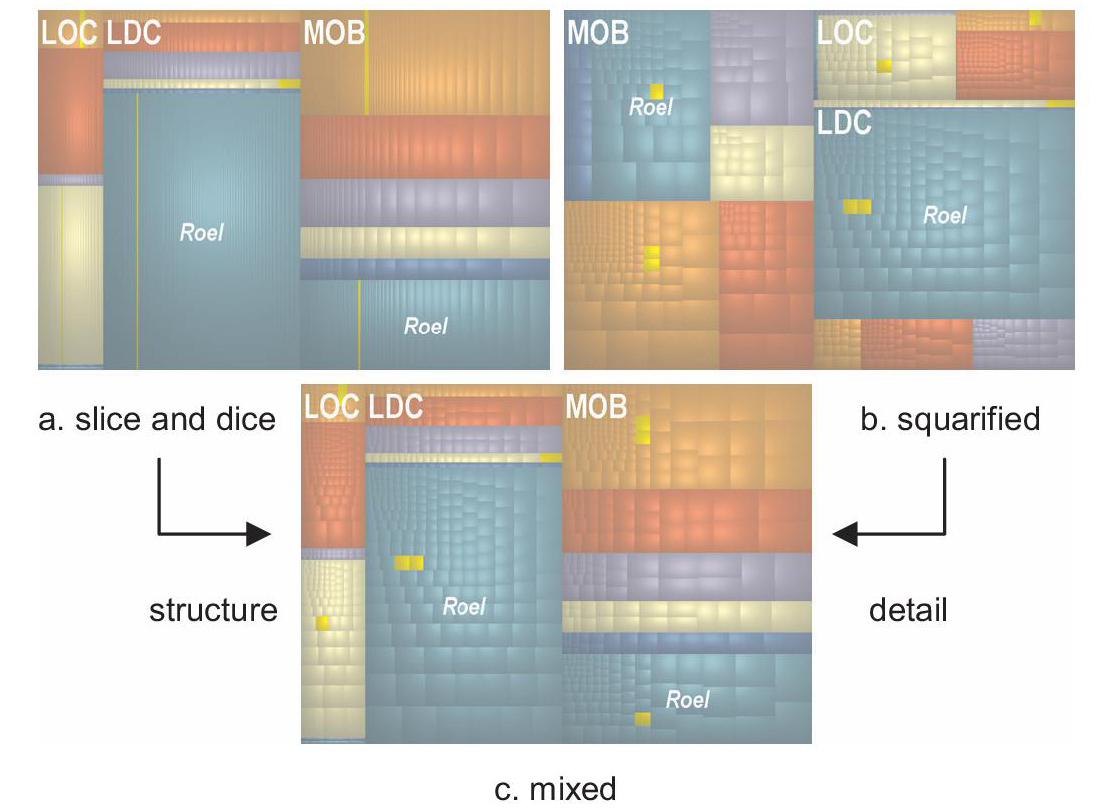 LOC LDC MOB
Roel
Roel
MOB LOC
Roel
LDC
Roel
a. slice and dice
b. squarified
LOC LDC MOB
structure
detail
Roel
Roel
c. mixed